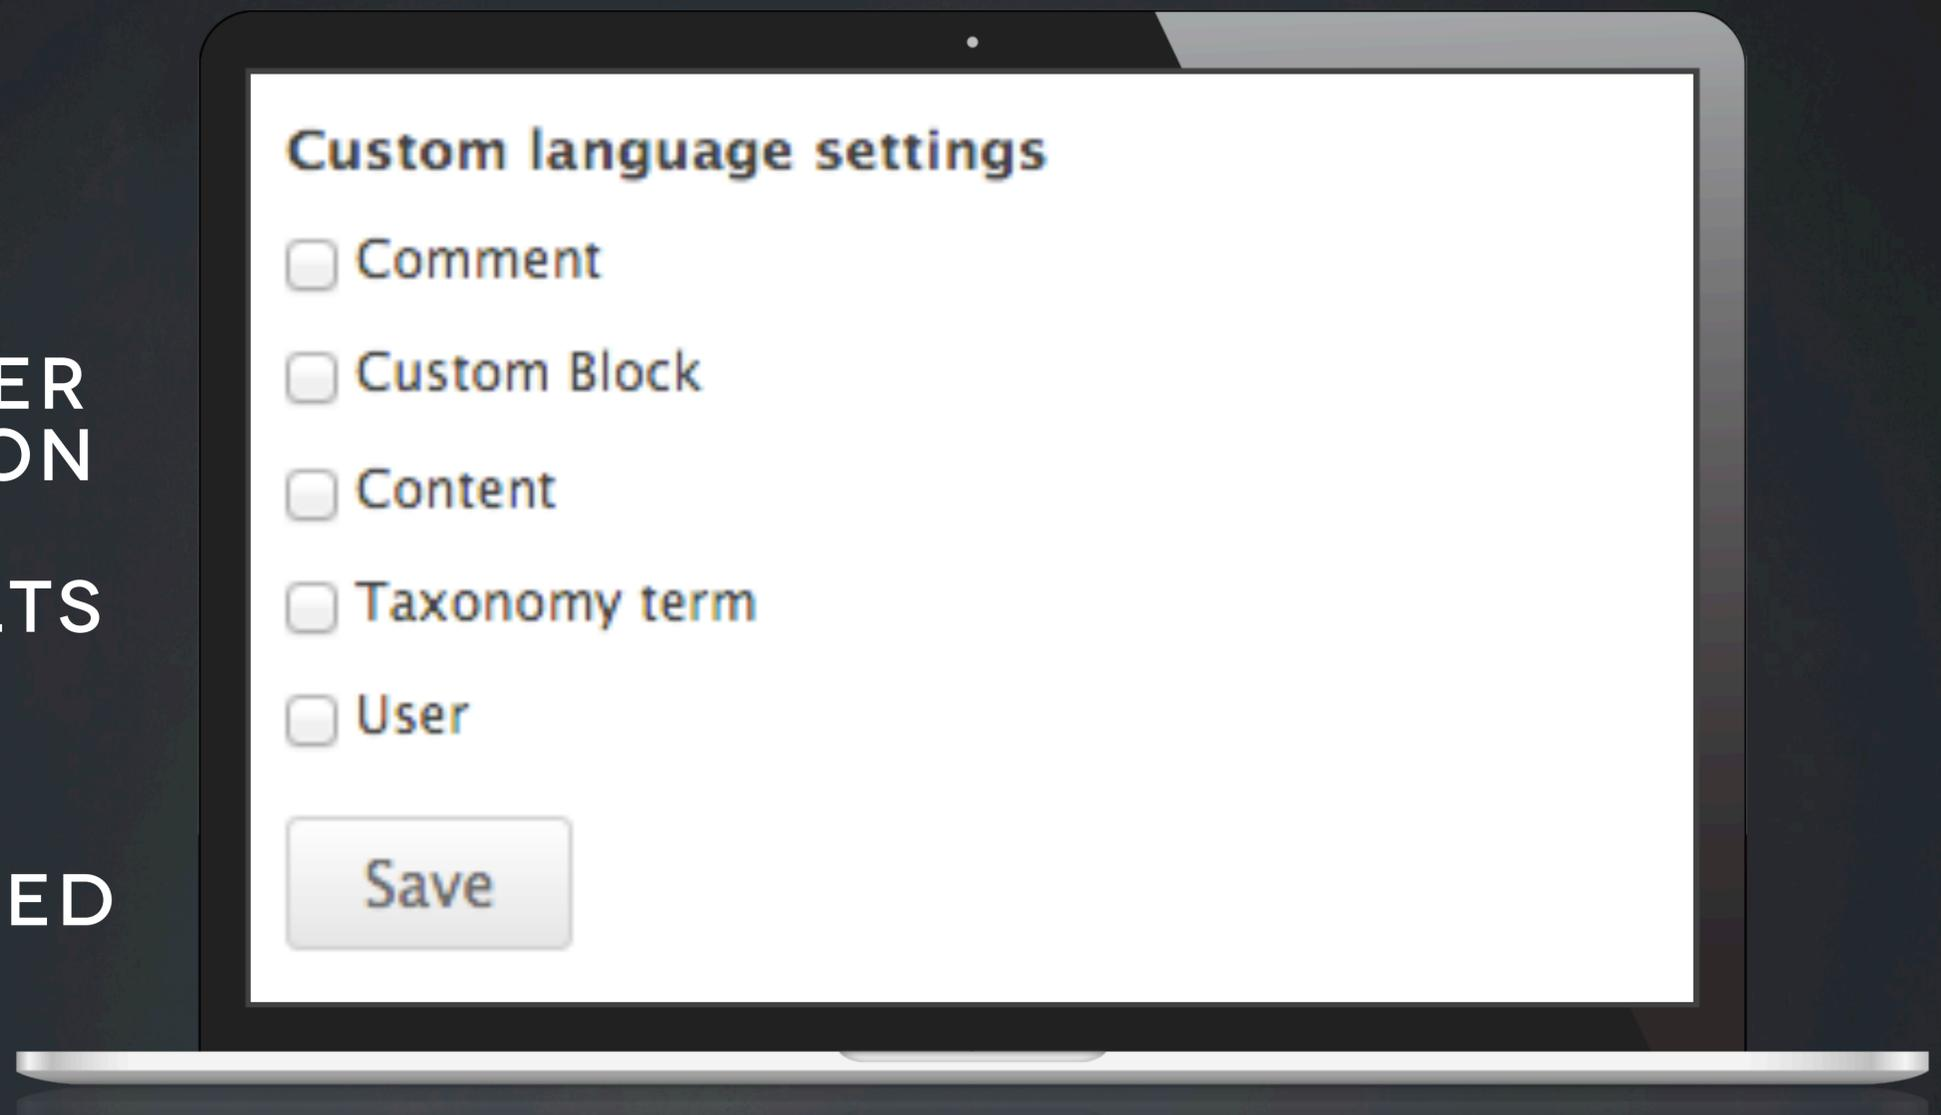 ER
ON
LTS
ED
Custom language settings
Comment
Custom Block
Content
Taxonomy term
User
Save